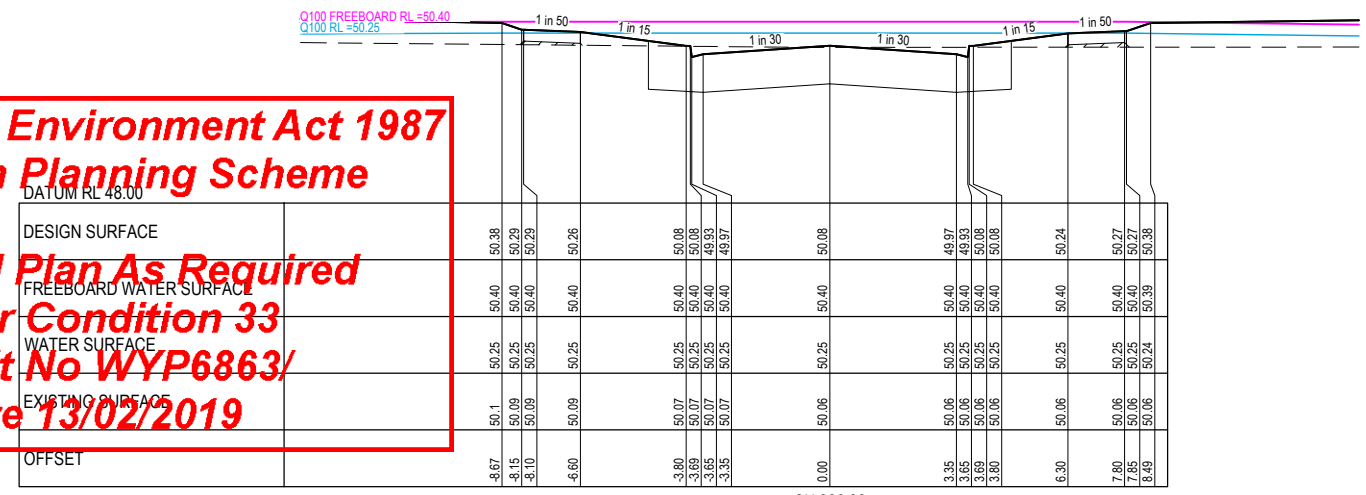 Q100 FREEBOARD RL =50.40
Q100 RL =50.25
1 in 50
1 in 15
1 in 30
1 in 30
1 in 15
1 in 50
Environment Act 1987
Planning Scheme
DATUM RL 48.00
DESIGN SURFACE 50.38 50.29 50.29 50.26 50.08 50.08 49.93 49.97 50.08 49.97 49.93 50.08 50.08 50.24 50.27 50.27 50.38
Plan As Required
FREEBOARD WATER SURFACE 50.40 50.40 50.40 50.40 50.40 50.40 50.40 50.40 50.40 50.40 50.40 50.40 50.40 50.40 50.40 50.40 50.39
Condition 33
WATER SURFACE 50.25 50.25 50.25 50.25 50.25 50.25 50.25 50.25 50.25 50.25 50.25 50.25 50.25 50.25 50.25 50.25 50.24
No WYP6863/
EXISTING SURFACE 50.1 50.09 50.09 50.09 50.07 50.07 50.07 50.07 50.06 50.06 50.06 50.06 50.06 50.06 50.06 50.06 50.06
13/02/2019
OFFSET -8.67 -8.15 -8.10 -6.60 -3.80 -3.69 -3.65 -3.35 0.00 3.35 3.65 3.69 3.80 6.30 7.80 7.85 8.49